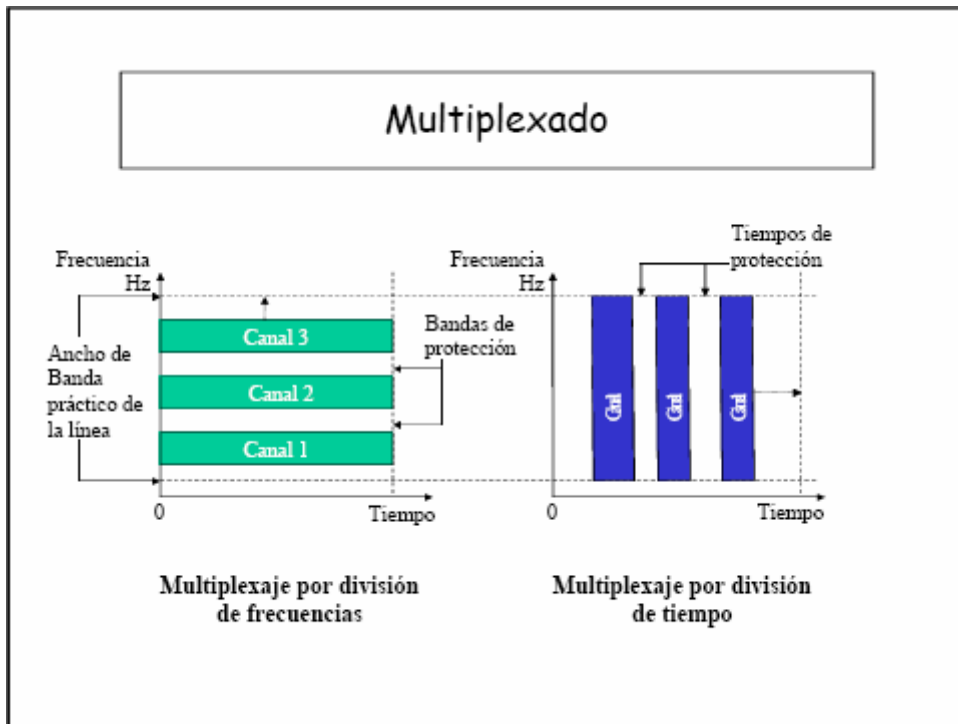 Multiplexado
Frecuencia
Hz
Ancho de
Banda
práctico de
la línea
Canal 3
Canal 2
Canal 1
0
Tiempo
Bandas de
protección
Multiplexaje por división
de frecuencias
Frecuencia
Hz
Tiempos de
protección
0
Tiempo
Multiplexaje por división
de tiempo